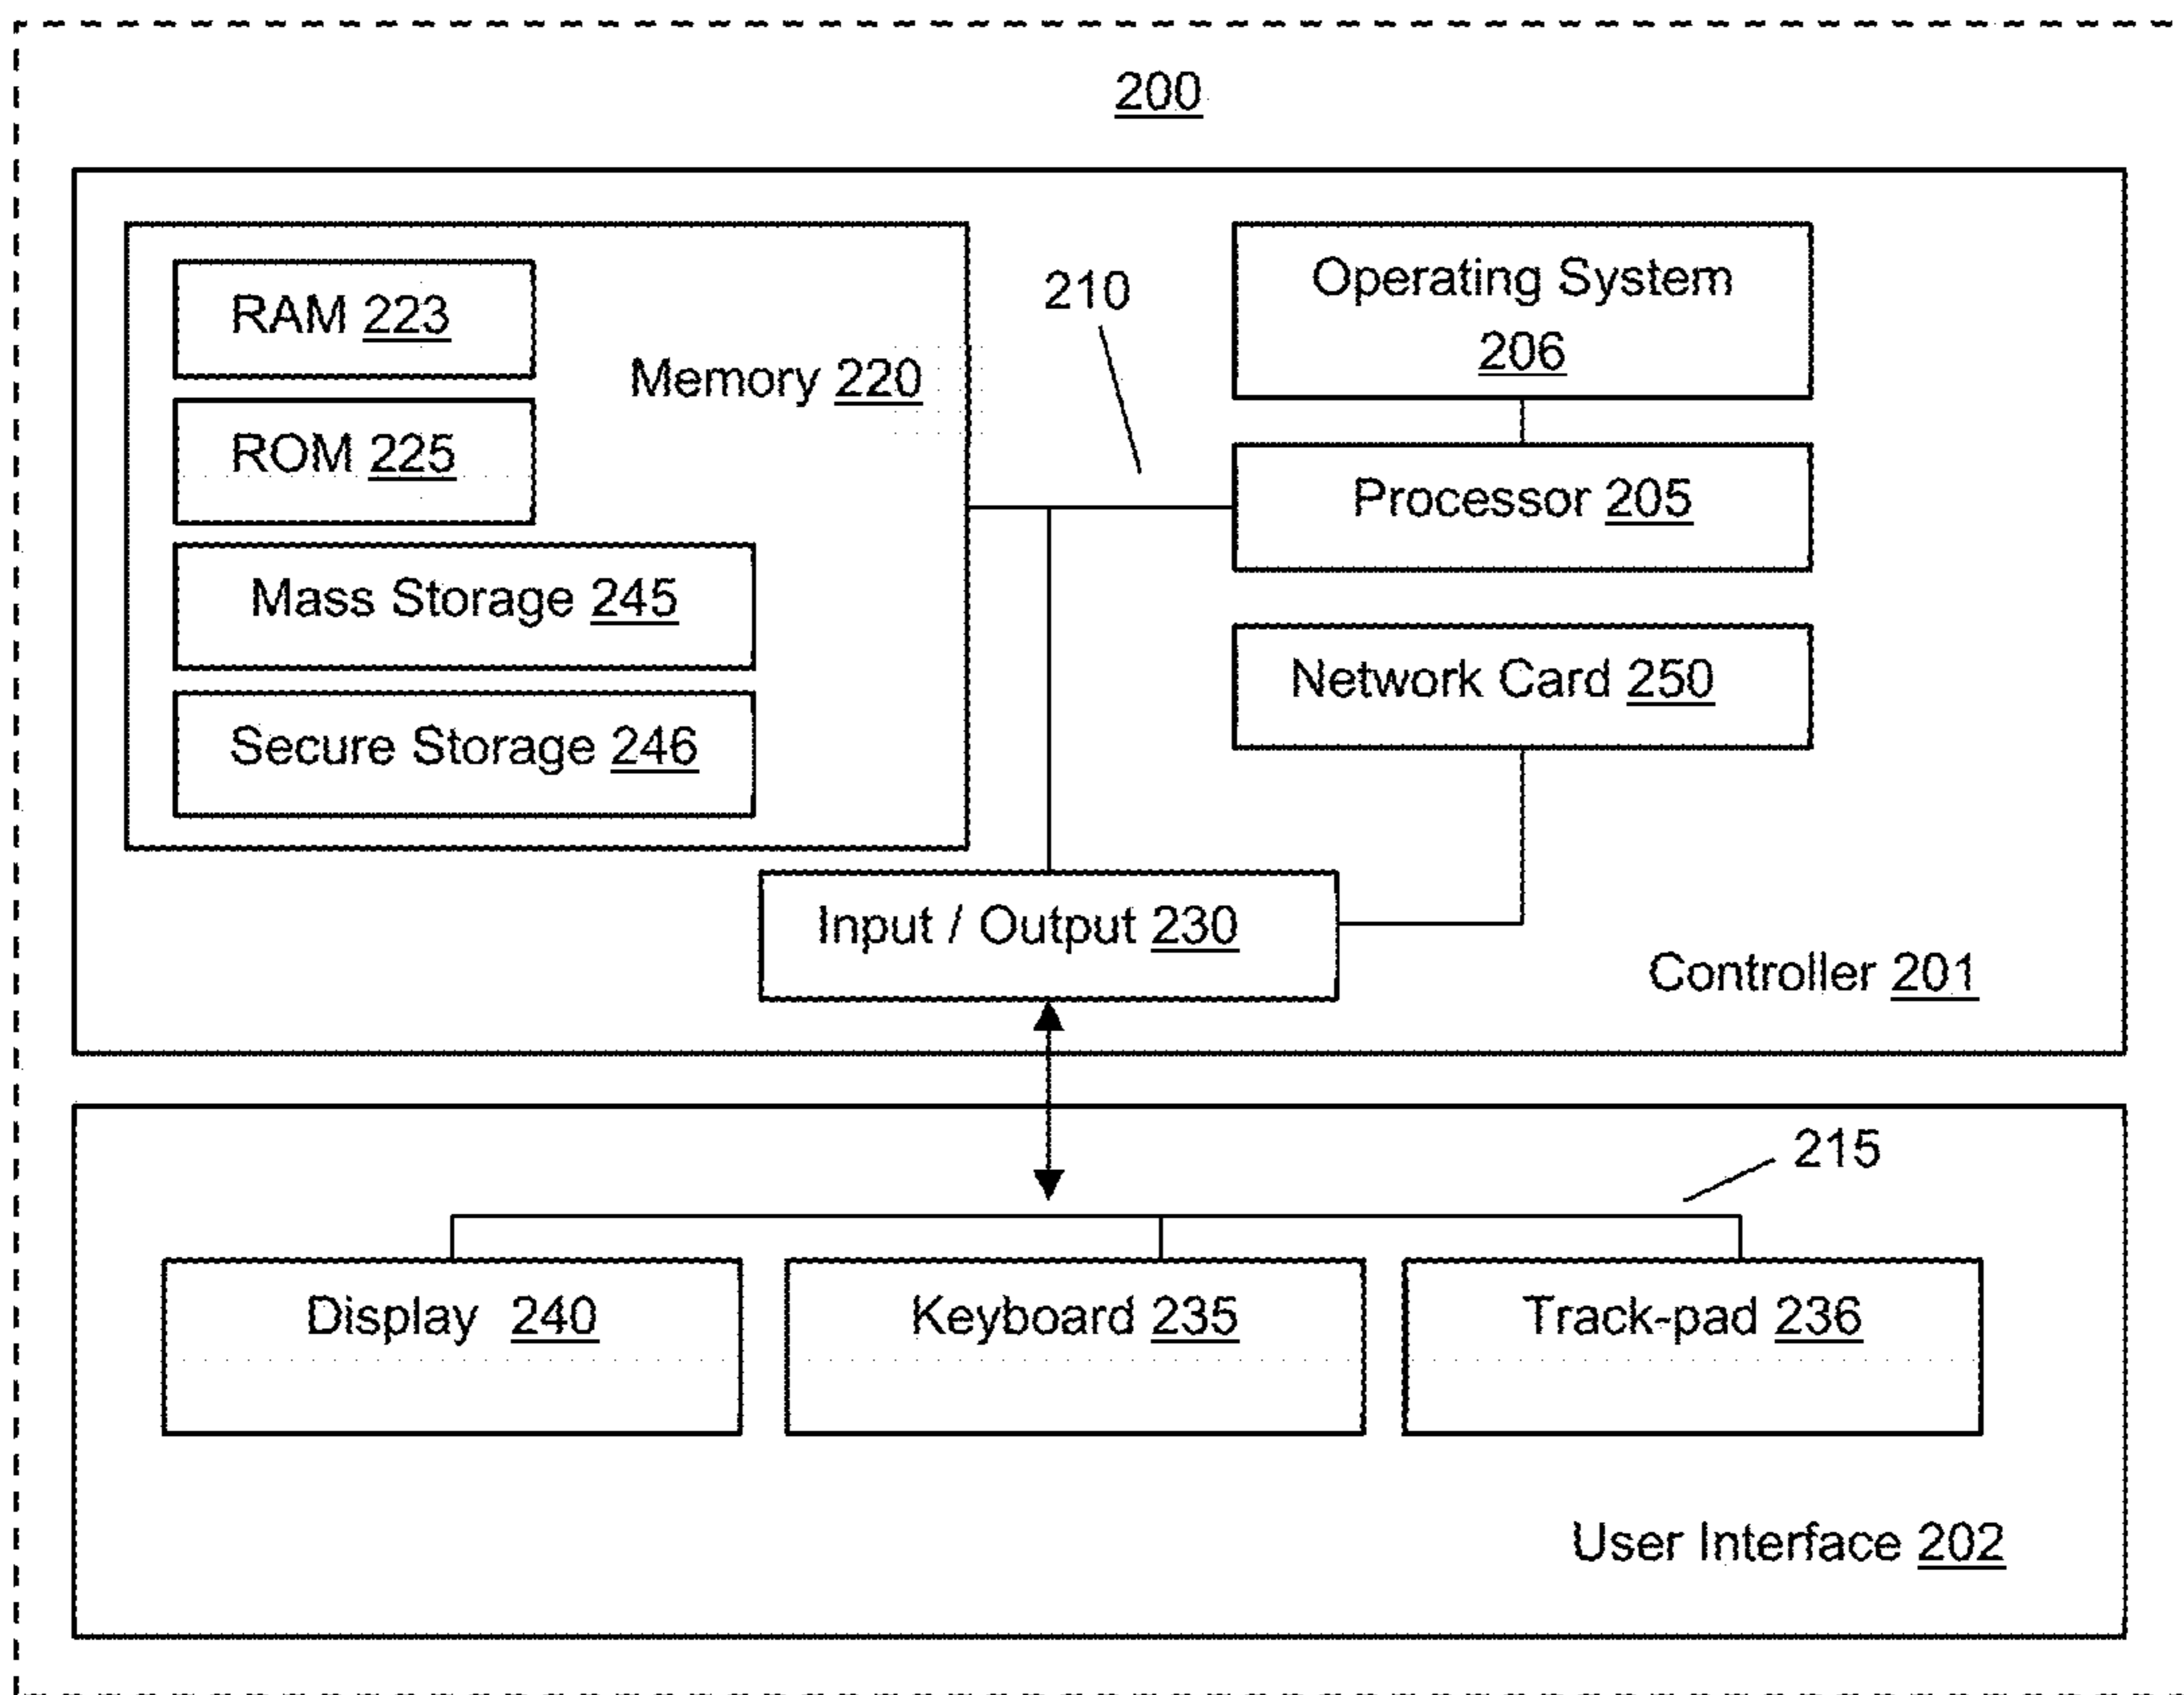 200
RAM 223
Memory 220
ROM 225
Mass Storage 245
Secure Storage 246
210
Operating System
206
Processor 205
Network Card 250
Input / Output 230
Controller 201
215
Display 240
Keyboard 235
Track-pad 236
User Interface 202